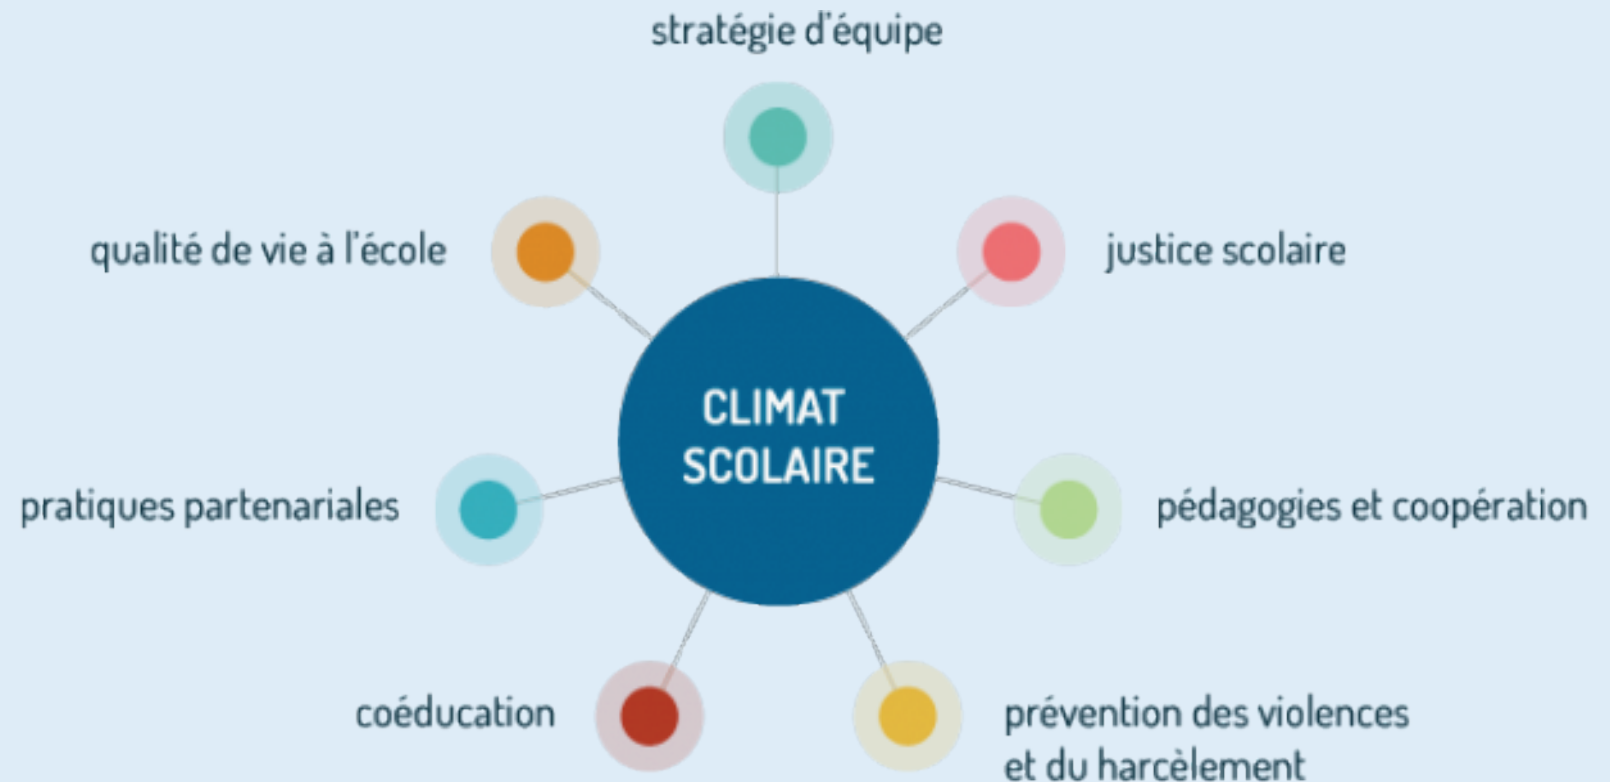 stratégie d'équipe
qualité de vie à l'école
justice scolaire
CLIMAT
SCOLAIRE
pratiques partenariales
pédagogies et coopération
coéducation
prévention des violences
et du harcèlement